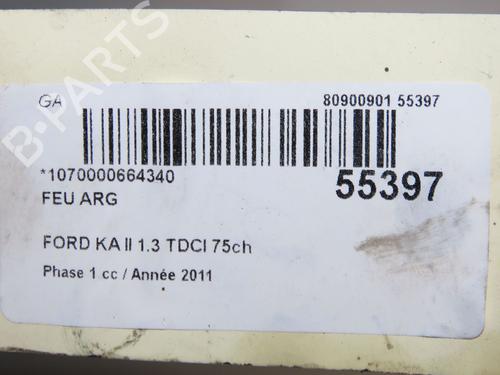 GA
80900901 55397
*1070000664340
55397
FEU ARG
FORD KA II 1.3 TDCI 75ch
Phase 1 cc / Année 2011
B-PARTS